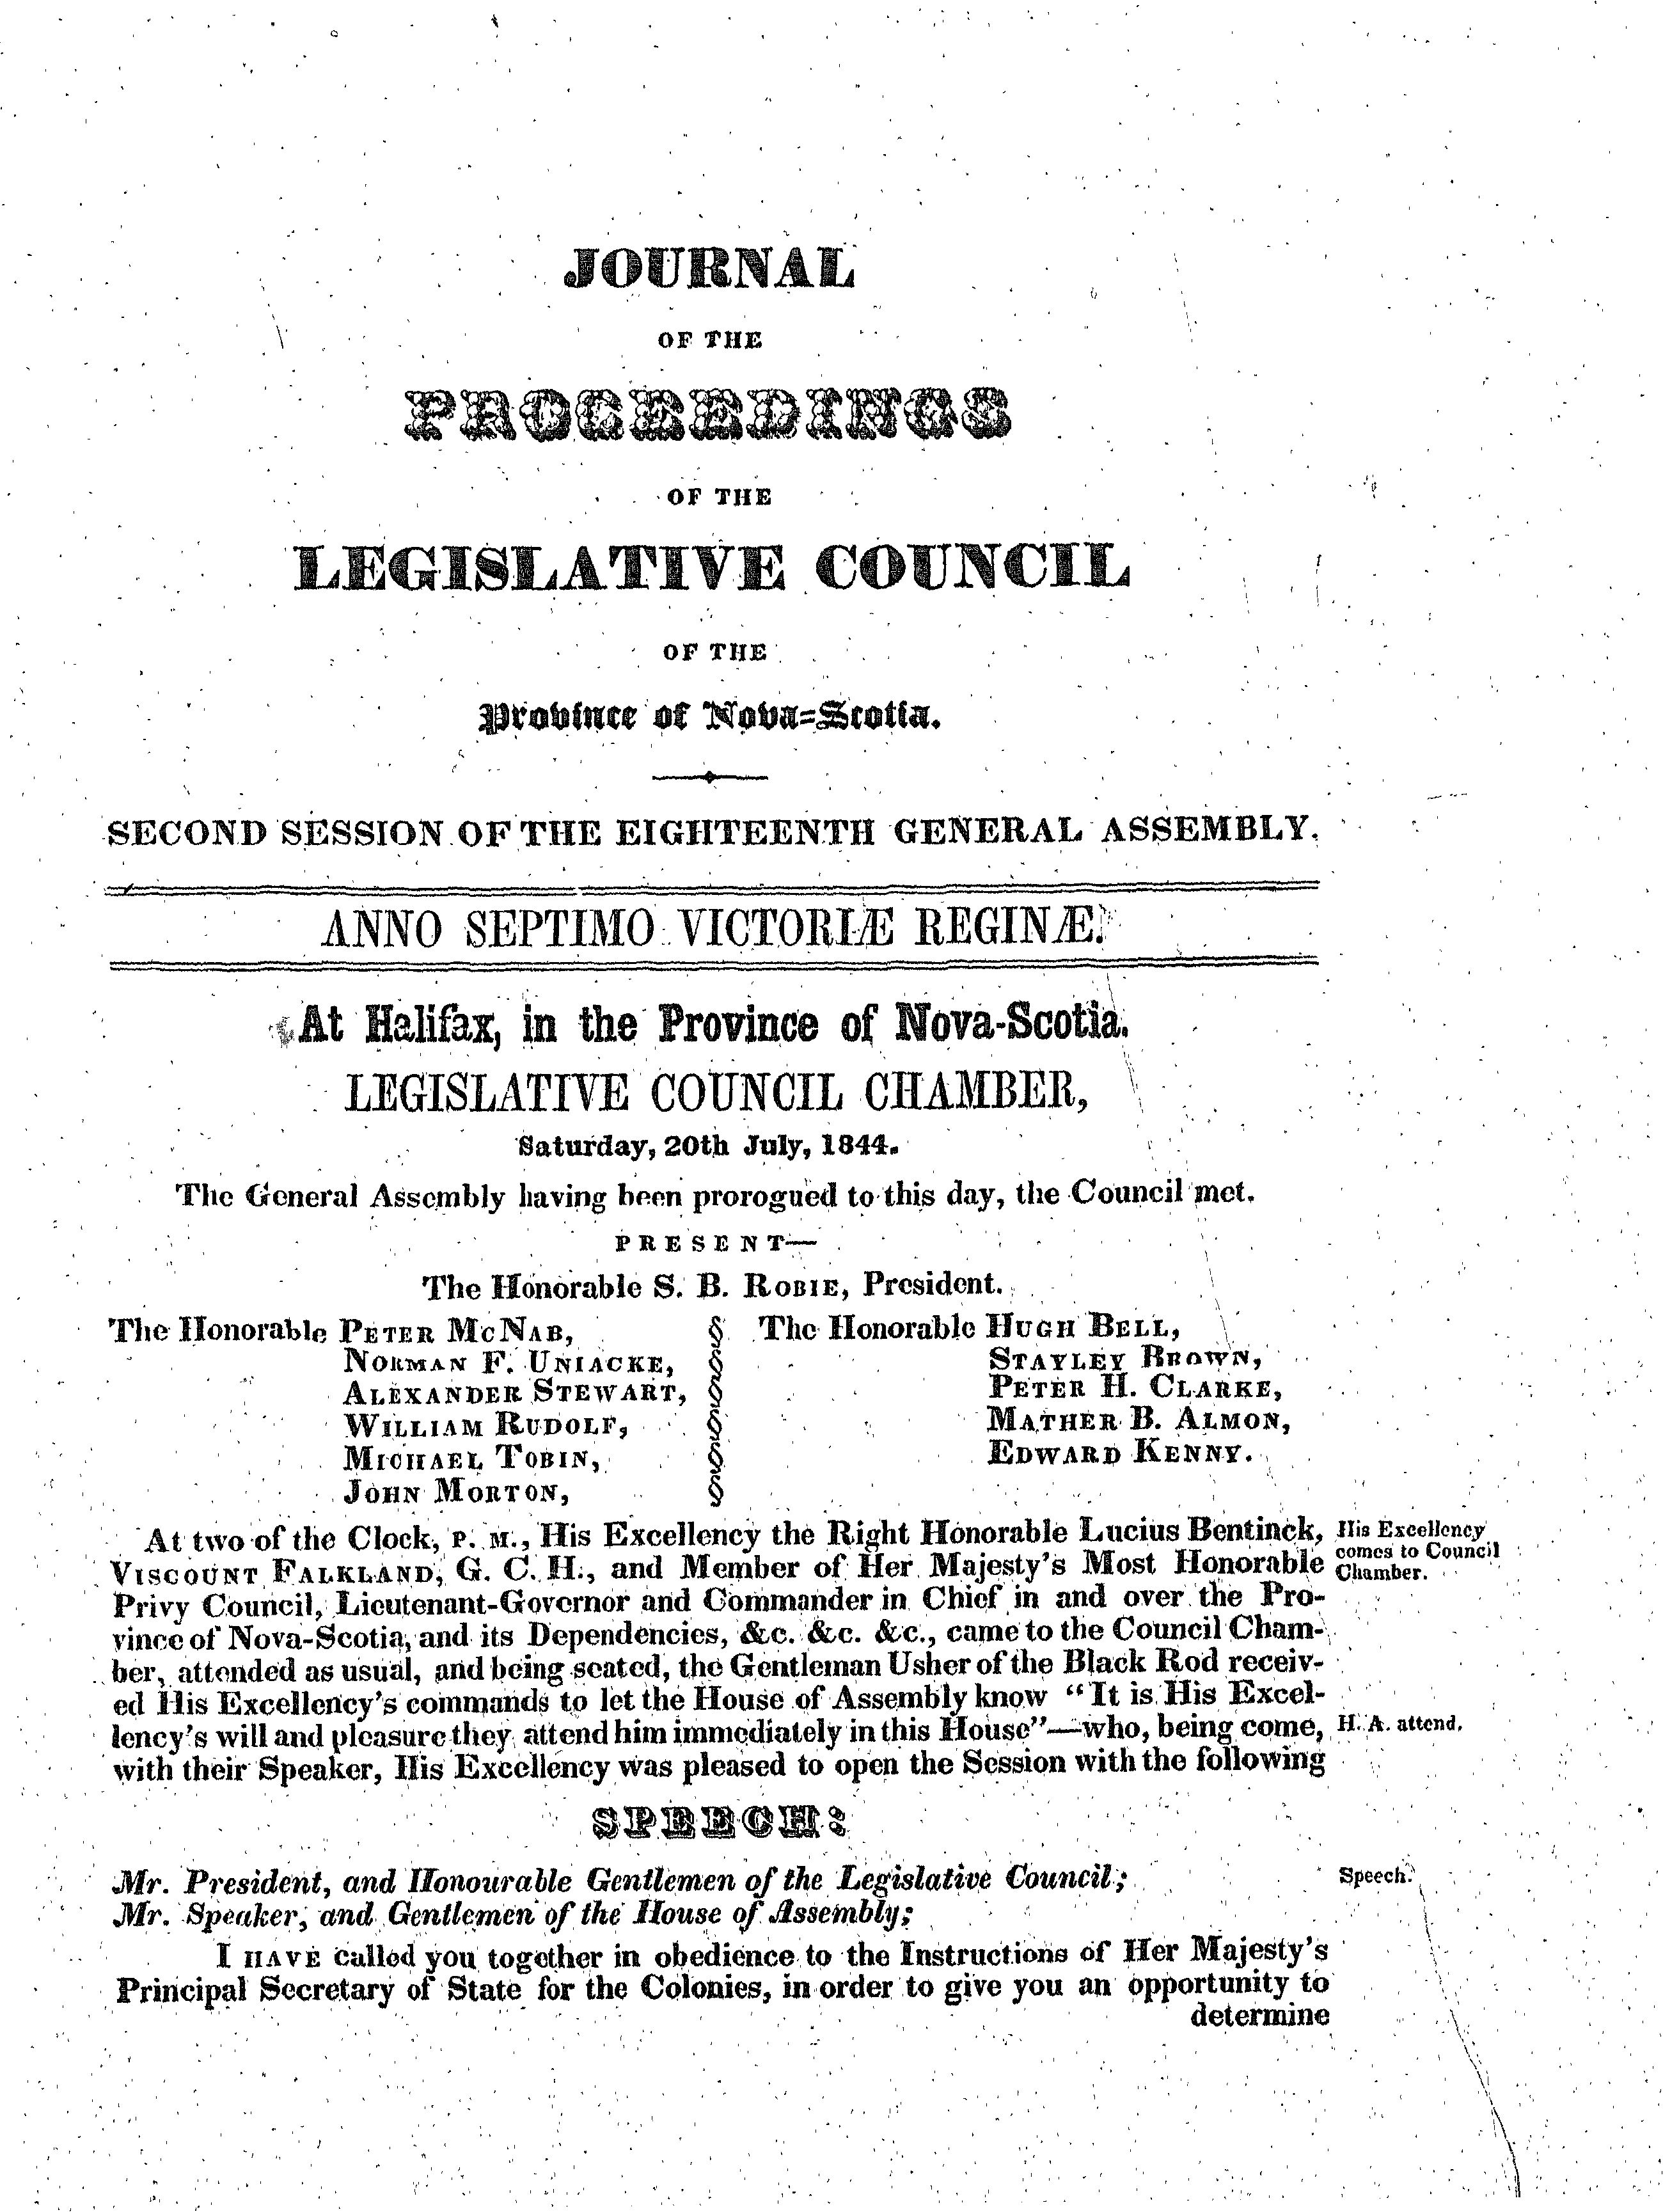 JOURNAL
OF THE
PROCEEDINGS
OF THE
LEGISLATIVE COUNCIL
OF THE
Province of Nova=Scotia.
SECOND SESSION OF THE EIGHTEENTH GENERAL ASSEMBLY.
ANNO SEPTIMO VICTORIÆ REGINÆ.
At Halifax, in the Province of Nova-Scotia.
LEGISLATIVE COUNCIL CHAMBER,
Saturday, 20th July, 1844.
The General Assembly having been prorogued to this day, the Council met.
PRESENT—
The Honorable S. B. ROBIE, President.
The Honorable PETER MCNAB,
NORMAN F. UNIACKE,
ALEXANDER STEWART,
WILLIAM RUDOLF,
MICHAEL TOBIN,
JOHN MORTON,
The Honorable HUGH BELL,
STAYLEY BROWN,
PETER H. CLARKE,
MATHER B. ALMON,
EDWARD KENNY.
At two of the Clock, P. M., His Excellency the Right Honorable Lucius Bentinck,
VISCOUNT FALKLAND, G. C. H., and Member of Her Majesty's Most Honorable
Privy Council, Lieutenant-Governor and Commander in Chief in and over the Pro-
vince of Nova-Scotia, and its Dependencies, &c. &c. &c., came to the Council Cham-
ber, attended as usual, and being seated, the Gentleman Usher of the Black Rod receiv-
ed His Excellency's commands to let the House of Assembly know "It is His Excel-
lency's will and pleasure they attend him immediately in this House"—who, being come,
with their Speaker, His Excellency was pleased to open the Session with the following
His Excellency
comes to Council
Chamber.
H. A. attend.
SPEECH:
Mr. President, and Honourable Gentlemen of the Legislative Council;
Mr. Speaker, and Gentlemen of the House of Assembly;
Speech.
I HAVE called you together in obedience to the Instructions of Her Majesty's
Principal Secretary of State for the Colonies, in order to give you an opportunity to
determine